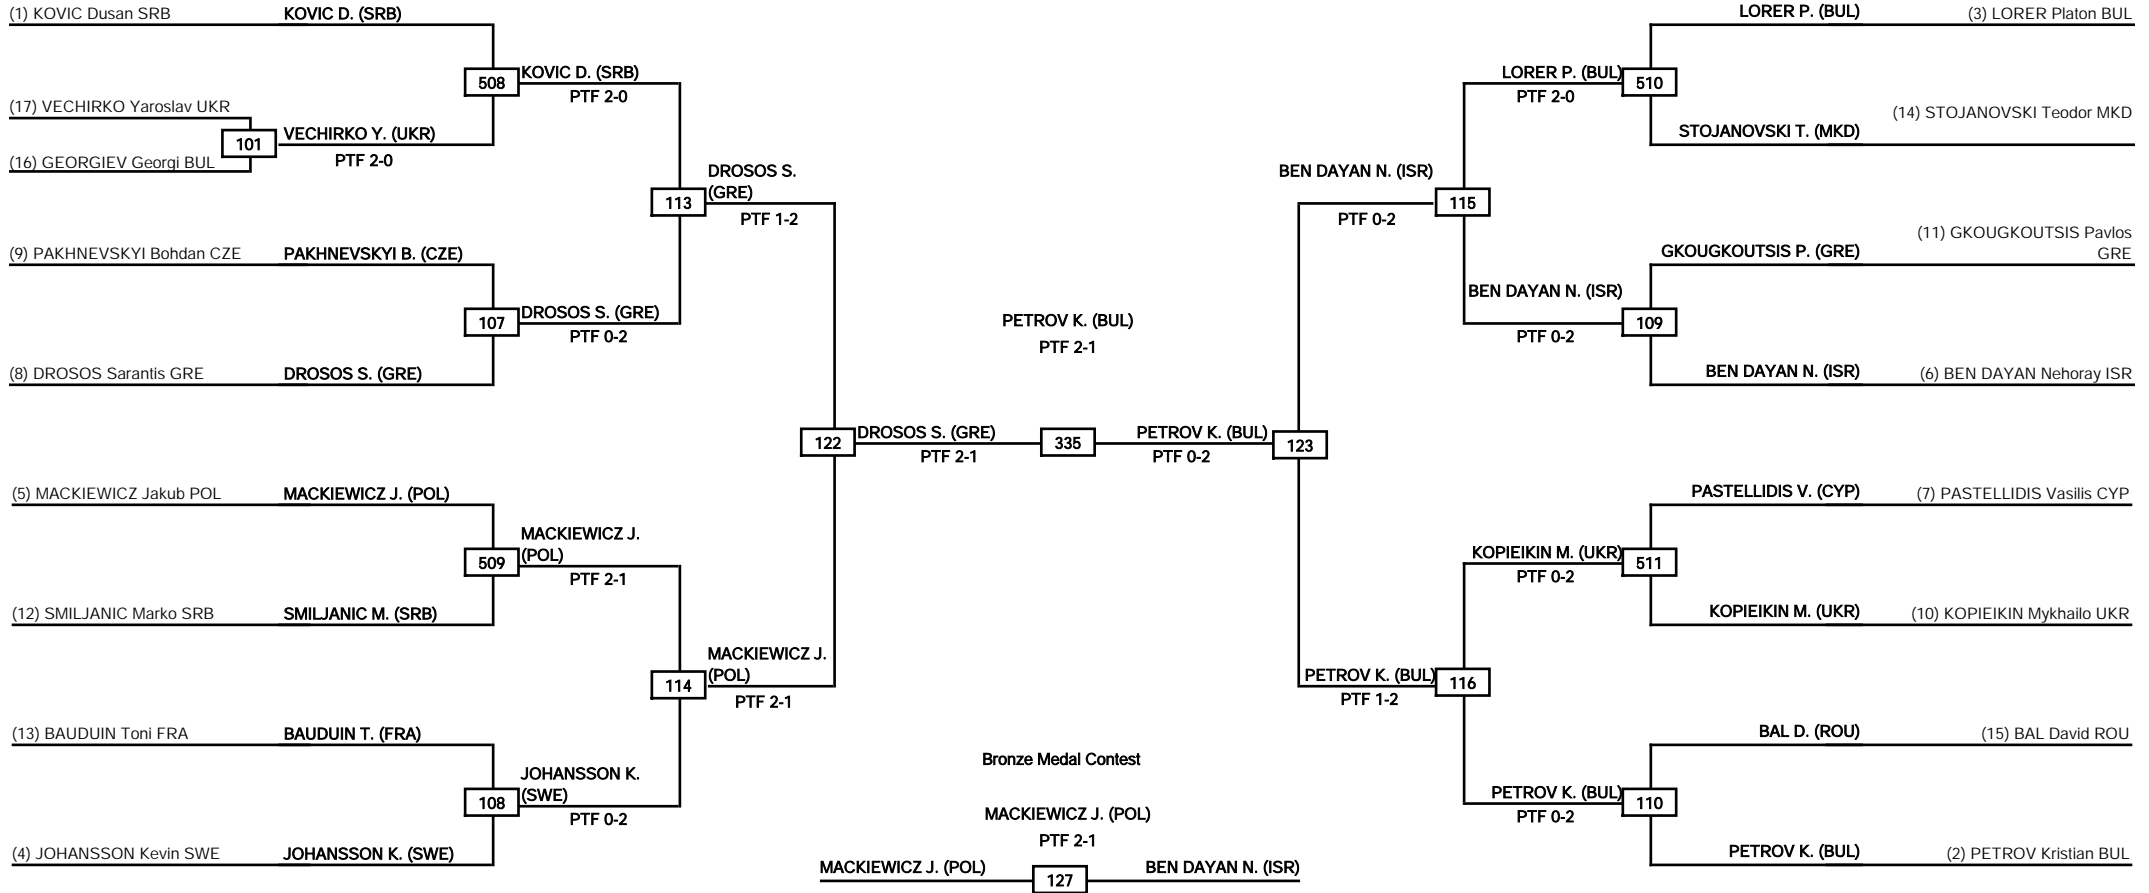 (1) KOVIC Dusan SRB
KOVIC D. (SRB)
508
KOVIC D. (SRB)
PTF 2-0
(17) VECHIRKO Yaroslav UKR
101
VECHIRKO Y. (UKR)
PTF 2-0
(16) GEORGIEV Georgi BUL
113
DROSOS S.
(GRE)
PTF 1-2
(9) PAKHNEVSKYI Bohdan CZE
PAKHNEVSKYI B. (CZE)
107
DROSOS S. (GRE)
PTF 0-2
(8) DROSOS Sarantis GRE
DROSOS S. (GRE)
122
DROSOS S. (GRE)
PTF 2-1
(5) MACKIEWICZ Jakub POL
MACKIEWICZ J. (POL)
509
MACKIEWICZ J.
(POL)
PTF 2-1
(12) SMILJANIC Marko SRB
SMILJANIC M. (SRB)
114
MACKIEWICZ J.
(POL)
PTF 2-1
(13) BAUDUIN Toni FRA
BAUDUIN T. (FRA)
108
JOHANSSON K.
(SWE)
PTF 0-2
(4) JOHANSSON Kevin SWE
JOHANSSON K. (SWE)
PETROV K. (BUL)
PTF 2-1
335
Bronze Medal Contest
MACKIEWICZ J. (POL)
PTF 2-1
MACKIEWICZ J. (POL)
127
BEN DAYAN N. (ISR)
LORER P. (BUL)
(3) LORER Platon BUL
LORER P. (BUL)
PTF 2-0
510
(14) STOJANOVSKI Teodor MKD
STOJANOVSKI T. (MKD)
BEN DAYAN N. (ISR)
PTF 0-2
115
(11) GKOUGKOUTSIS Pavlos
GRE
GKOUGKOUTSIS P. (GRE)
BEN DAYAN N. (ISR)
PTF 0-2
109
BEN DAYAN N. (ISR)
(6) BEN DAYAN Nehoray ISR
PETROV K. (BUL)
PTF 0-2
123
PASTELLIDIS V. (CYP)
(7) PASTELLIDIS Vasilis CYP
KOPIEIKIN M. (UKR)
PTF 0-2
511
KOPIEIKIN M. (UKR)
(10) KOPIEIKIN Mykhailo UKR
PETROV K. (BUL)
PTF 1-2
116
BAL D. (ROU)
(15) BAL David ROU
PETROV K. (BUL)
PTF 0-2
110
PETROV K. (BUL)
(2) PETROV Kristian BUL